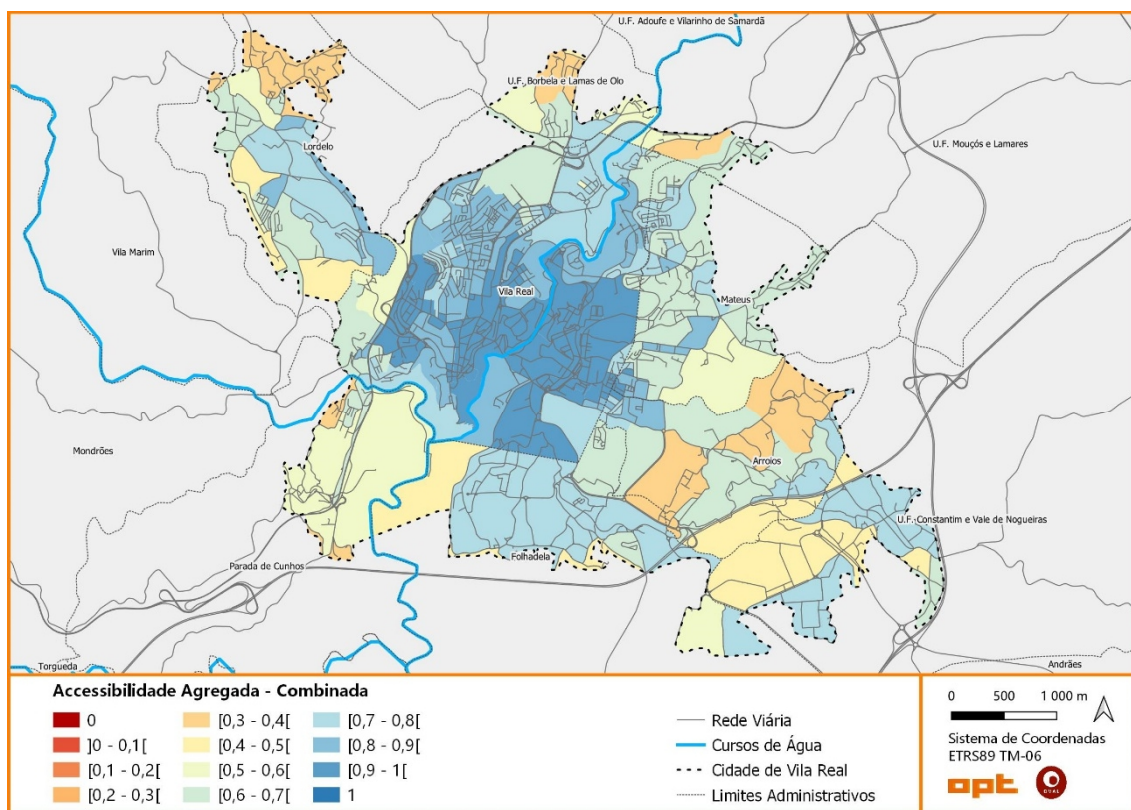 U.F. Adoufe e Vilarinho de Samardã
U.F. Borbela e Lamas de Olo
U.F. Mouçós e Lamares
Lordelo
Vila Marim
Vila Real
Mateus
Mondrões
Arroios
U.F. Constantim e Vale de Nogueiras
Folhadela
Parada de Cunhos
Torgueda
Andrães
Accessibilidade Agregada - Combinada
0
]0 - 0,1[
[0,1 - 0,2[
[0,2 - 0,3[
[0,3 - 0,4[
[0,4 - 0,5[
[0,5 - 0,6[
[0,6 - 0,7[
[0,7 - 0,8[
[0,8 - 0,9[
[0,9 - 1[
1
Rede Viária
Cursos de Água
Cidade de Vila Real
Limites Administrativos
0 500 1 000 m
Sistema de Coordenadas
ETRS89 TM-06
opt